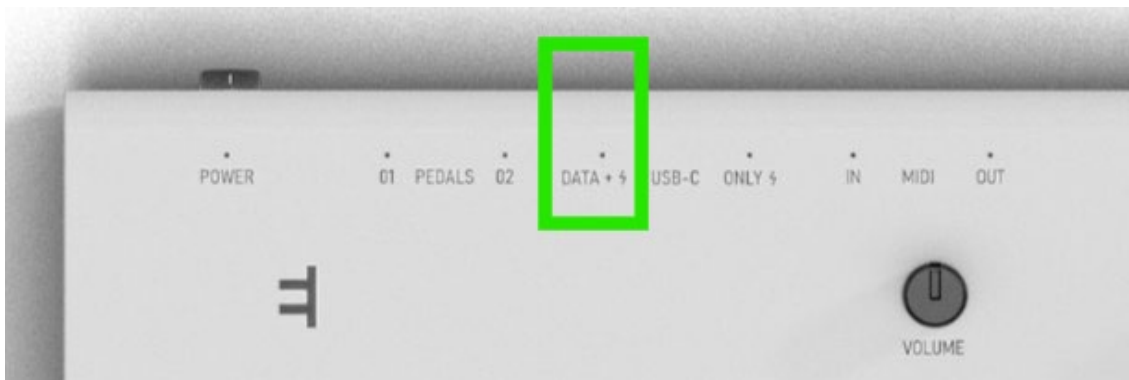 POWER 01 PEDALS 02 DATA + ϟ USB-C ONLY ϟ IN MIDI OUT
VOLUME